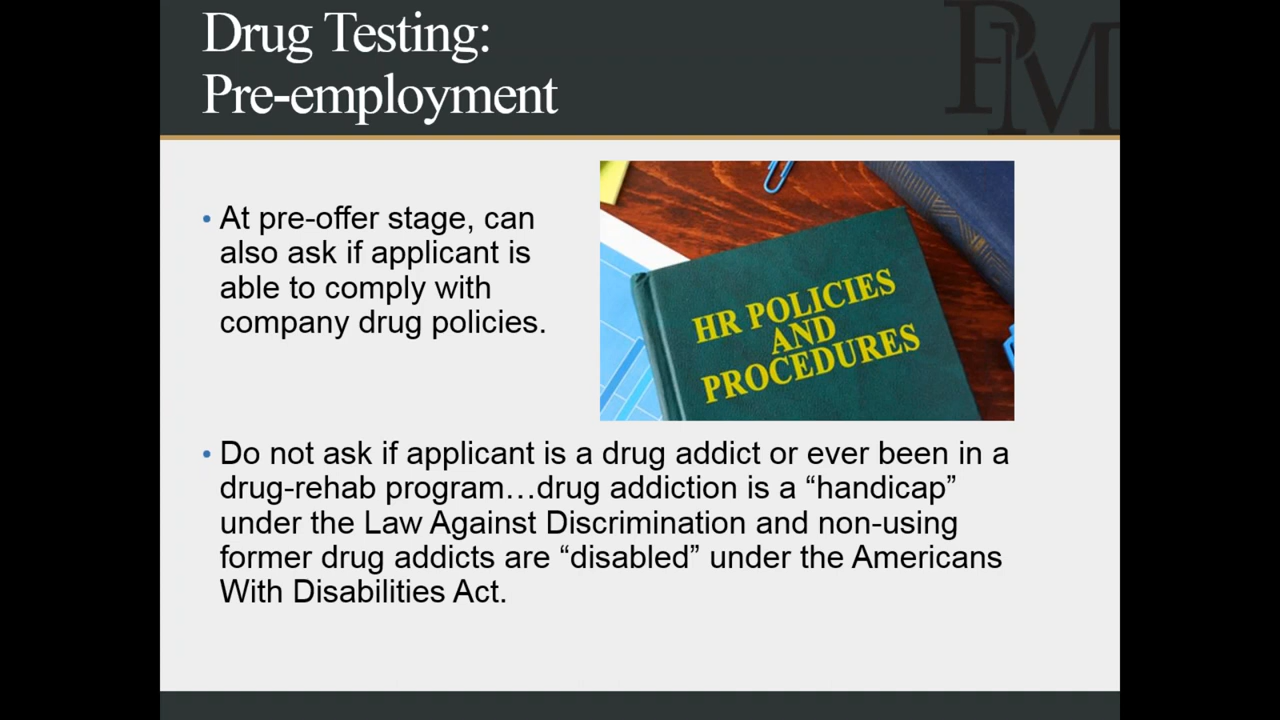 Drug Testing:
Pre-employment
PM
• At pre-offer stage, can
also ask if applicant is
able to comply with
company drug policies.
HR POLICIES
AND
PROCEDURES
• Do not ask if applicant is a drug addict or ever been in a
drug-rehab program…drug addiction is a “handicap”
under the Law Against Discrimination and non-using
former drug addicts are “disabled” under the Americans
With Disabilities Act.